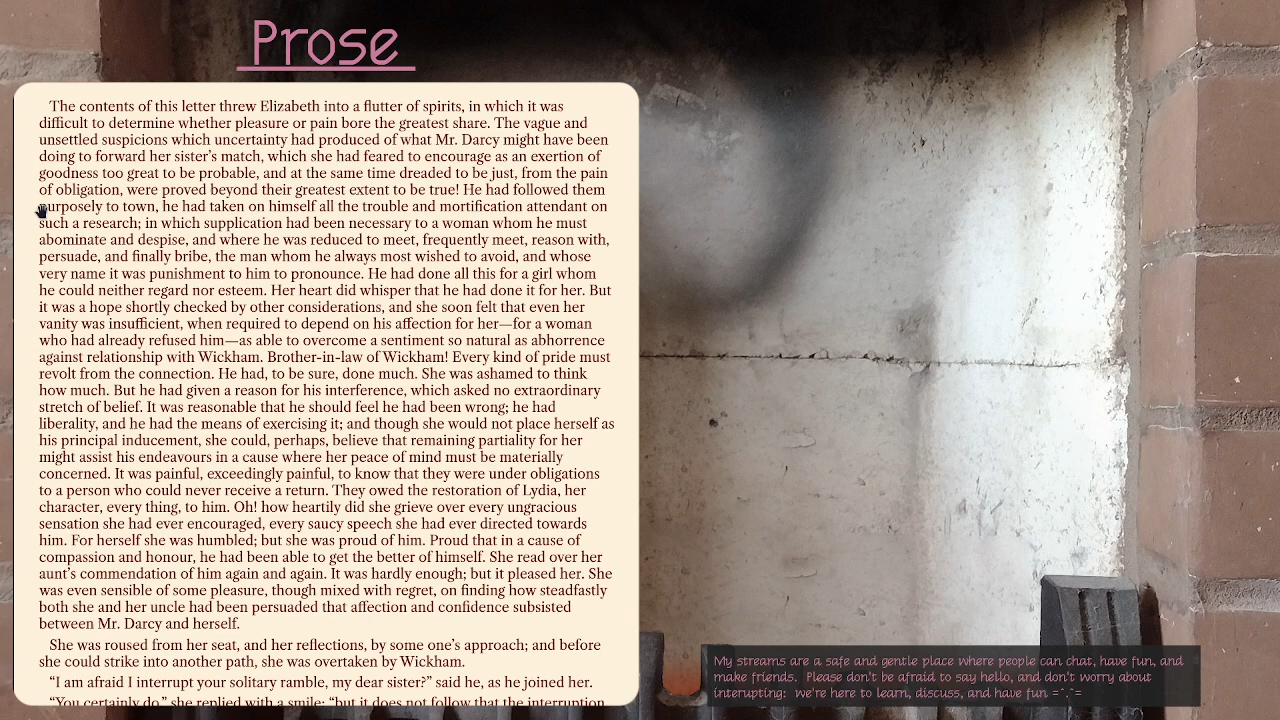 Prose
The contents of this letter threw Elizabeth into a flutter of spirits, in which it was
difficult to determine whether pleasure or pain bore the greatest share. The vague and
unsettled suspicions which uncertainty had produced of what Mr. Darcy might have been
doing to forward her sister’s match, which she had feared to encourage as an exertion of
goodness too great to be probable, and at the same time dreaded to be just, from the pain
of obligation, were proved beyond their greatest extent to be true! He had followed them
purposely to town, he had taken on himself all the trouble and mortification attendant on
such a research; in which supplication had been necessary to a woman whom he must
abominate and despise, and where he was reduced to meet, frequently meet, reason with,
persuade, and finally bribe, the man whom he always most wished to avoid, and whose
very name it was punishment to him to pronounce. He had done all this for a girl whom
he could neither regard nor esteem. Her heart did whisper that he had done it for her. But
it was a hope shortly checked by other considerations, and she soon felt that even her
vanity was insufficient, when required to depend on his affection for her—for a woman
who had already refused him—as able to overcome a sentiment so natural as abhorrence
against relationship with Wickham. Brother-in-law of Wickham! Every kind of pride must
revolt from the connection. He had, to be sure, done much. She was ashamed to think
how much. But he had given a reason for his interference, which asked no extraordinary
stretch of belief. It was reasonable that he should feel he had been wrong; he had
liberality, and he had the means of exercising it; and though she would not place herself as
his principal inducement, she could, perhaps, believe that remaining partiality for her
might assist his endeavours in a cause where her peace of mind must be materially
concerned. It was painful, exceedingly painful, to know that they were under obligations
to a person who could never receive a return. They owed the restoration of Lydia, her
character, every thing, to him. Oh! how heartily did she grieve over every ungracious
sensation she had ever encouraged, every saucy speech she had ever directed towards
him. For herself she was humbled; but she was proud of him. Proud that in a cause of
compassion and honour, he had been able to get the better of himself. She read over her
aunt’s commendation of him again and again. It was hardly enough; but it pleased her. She
was even sensible of some pleasure, though mixed with regret, on finding how steadfastly
both she and her uncle had been persuaded that affection and confidence subsisted
between Mr. Darcy and herself.
She was roused from her seat, and her reflections, by some one’s approach; and before
she could strike into another path, she was overtaken by Wickham.
“I am afraid I interrupt your solitary ramble, my dear sister?” said he, as he joined her.
“You certainly do,” she replied with a smile; “but it does not follow that the interruption
My streams are a safe and gentle place where people can chat, have fun, and
make friends.  Please don't be afraid to say hello, and don't worry about
interupting:  we're here to learn, discuss, and have fun =^.^=